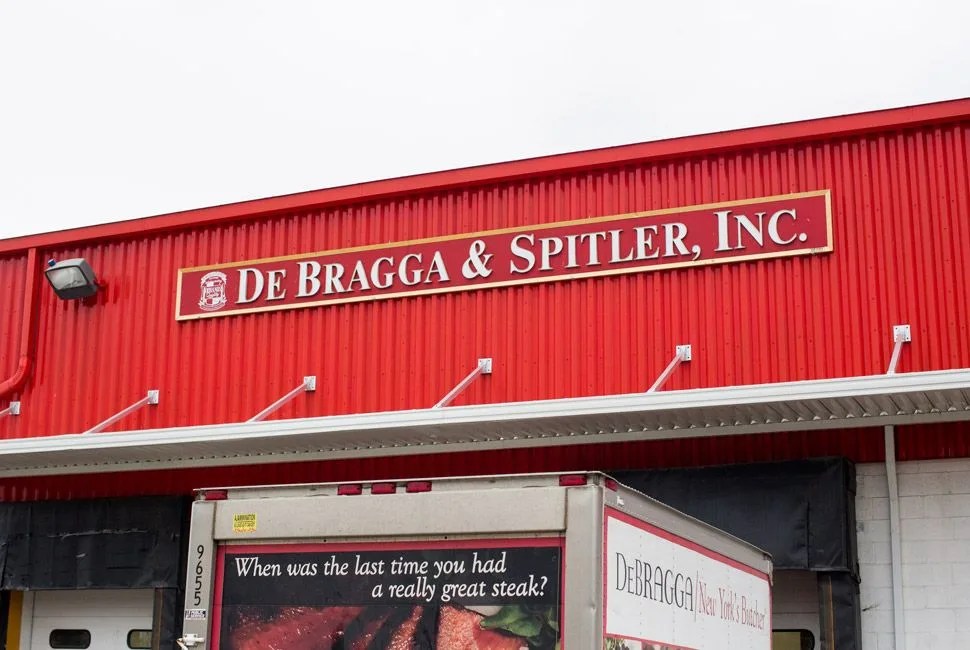 DE BRAGGA & SPITLER, INC.
When was the last time you had
a really great steak?
DEBRAGGA | New York's Butcher
9655